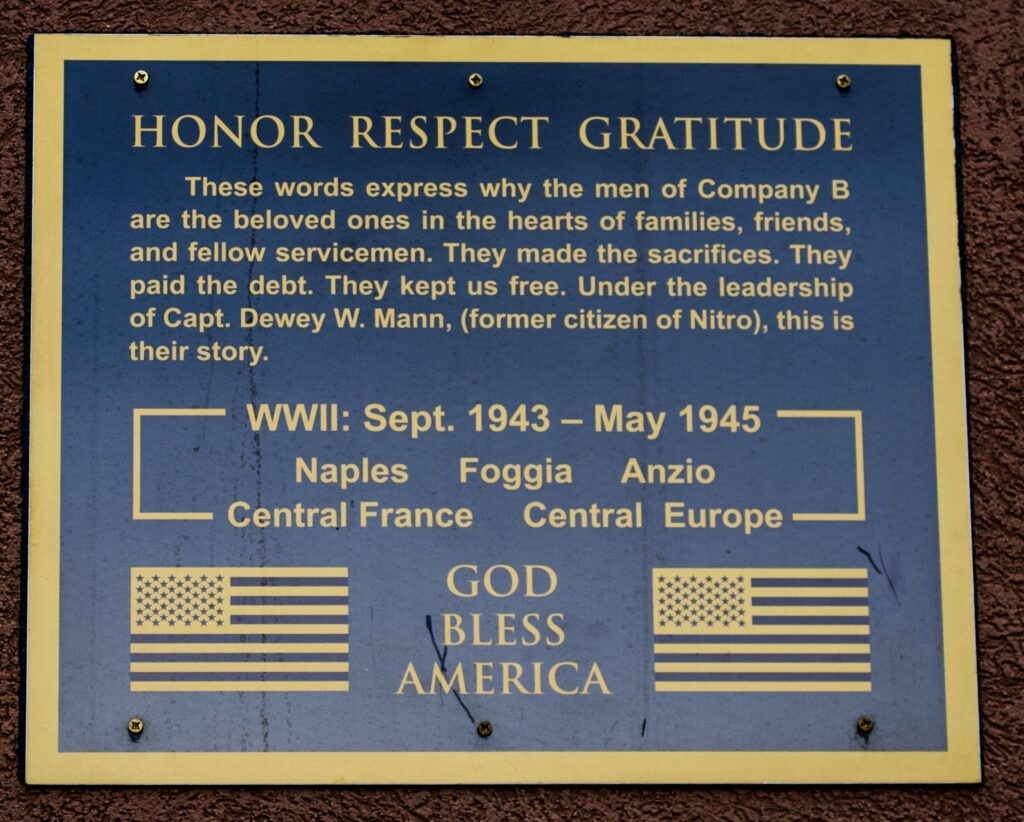 HONOR RESPECT GRATITUDE
These words express why the men of Company B
are the beloved ones in the hearts of families, friends,
and fellow servicemen. They made the sacrifices. They
paid the debt. They kept us free. Under the leadership
of Capt. Dewey W. Mann, (former citizen of Nitro), this is
their story.
WWII: Sept. 1943 – May 1945
Naples Foggia Anzio
Central France Central Europe
GOD
BLESS
AMERICA